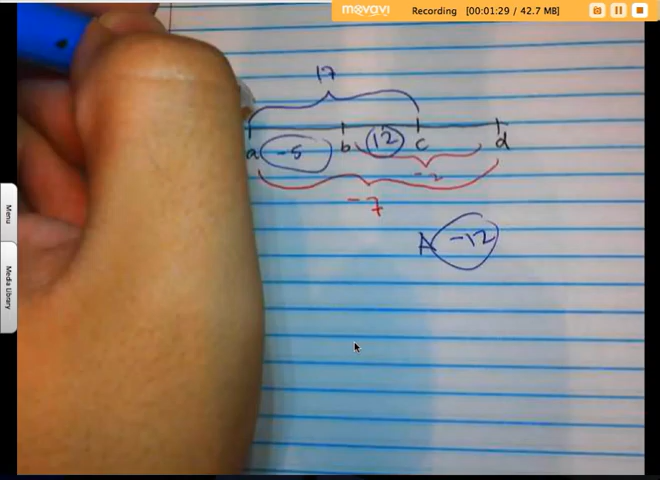 movavi Recording [00:01:29 / 42.7 MB]
17
a -5 b 12 c d
-2
-7
A -12
Menu
Media Library